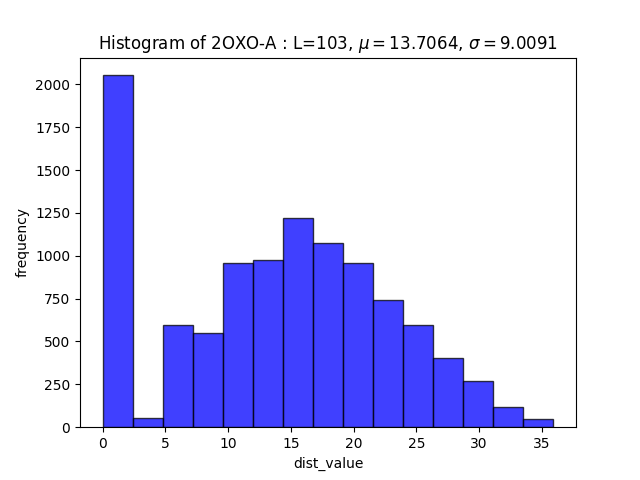 Histogram of 2OXO-A : L=103, μ = 13.7064, σ = 9.0091
2000
1750
1500
1250
1000
750
500
250
0
frequency
0 5 10 15 20 25 30 35
dist_value